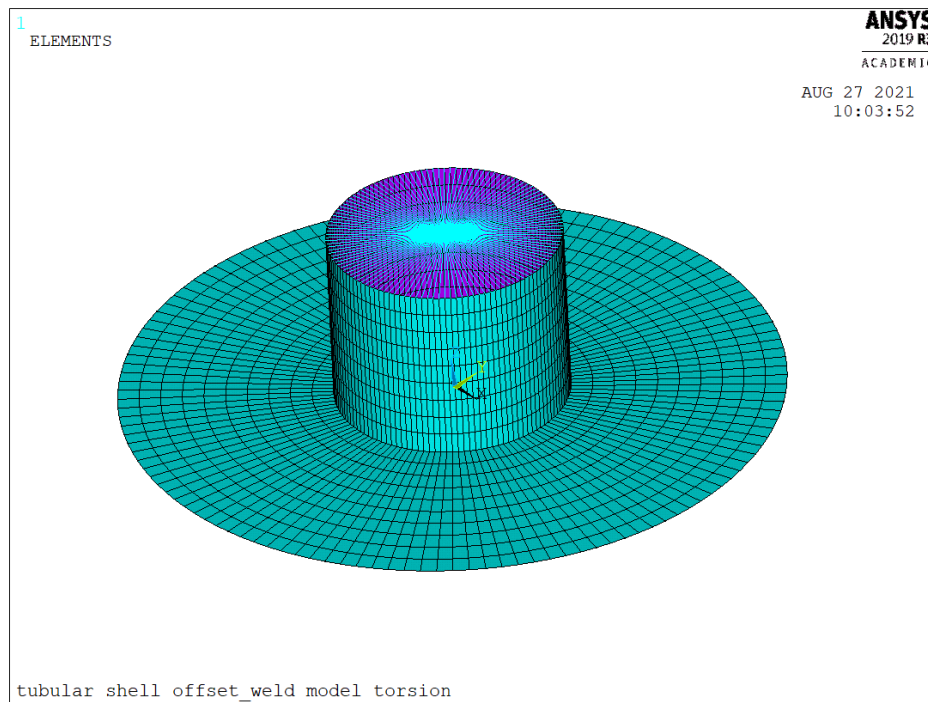 1
ELEMENTS
ANSYS
2019 R3
ACADEMIC
AUG 27 2021
10:03:52
Y
X
tubular shell offset_weld model torsion